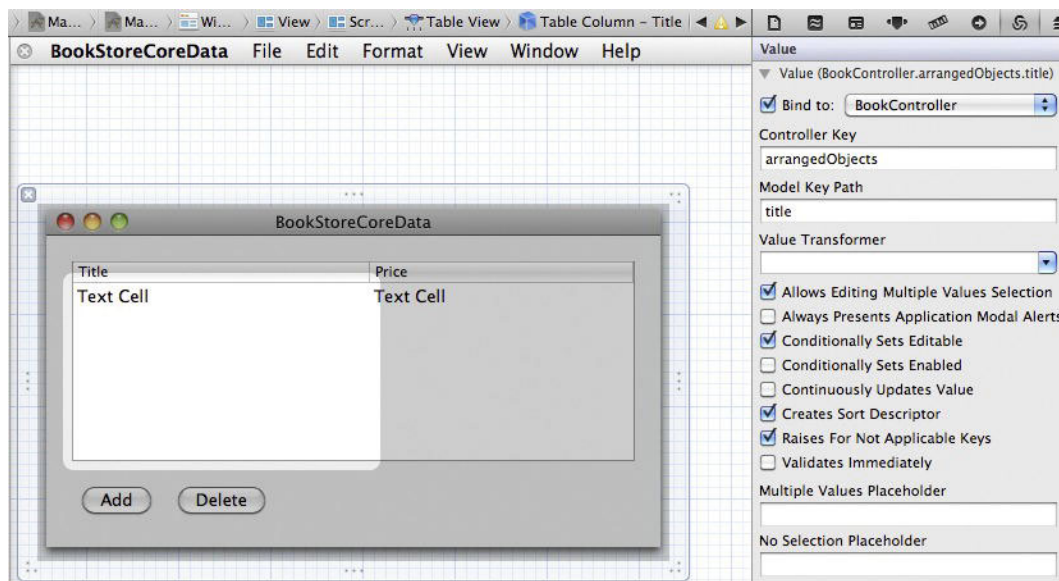 Ma... Ma... Wi... View Scr... Table View Table Column – Title
BookStoreCoreData File Edit Format View Window Help
BookStoreCoreData
Title Price
Text Cell Text Cell
Add Delete
Value
Value (BookController.arrangedObjects.title)
Bind to: BookController
Controller Key
arrangedObjects
Model Key Path
title
Value Transformer
Allows Editing Multiple Values Selection
Always Presents Application Modal Alerts
Conditionally Sets Editable
Conditionally Sets Enabled
Continuously Updates Value
Creates Sort Descriptor
Raises For Not Applicable Keys
Validates Immediately
Multiple Values Placeholder
No Selection Placeholder